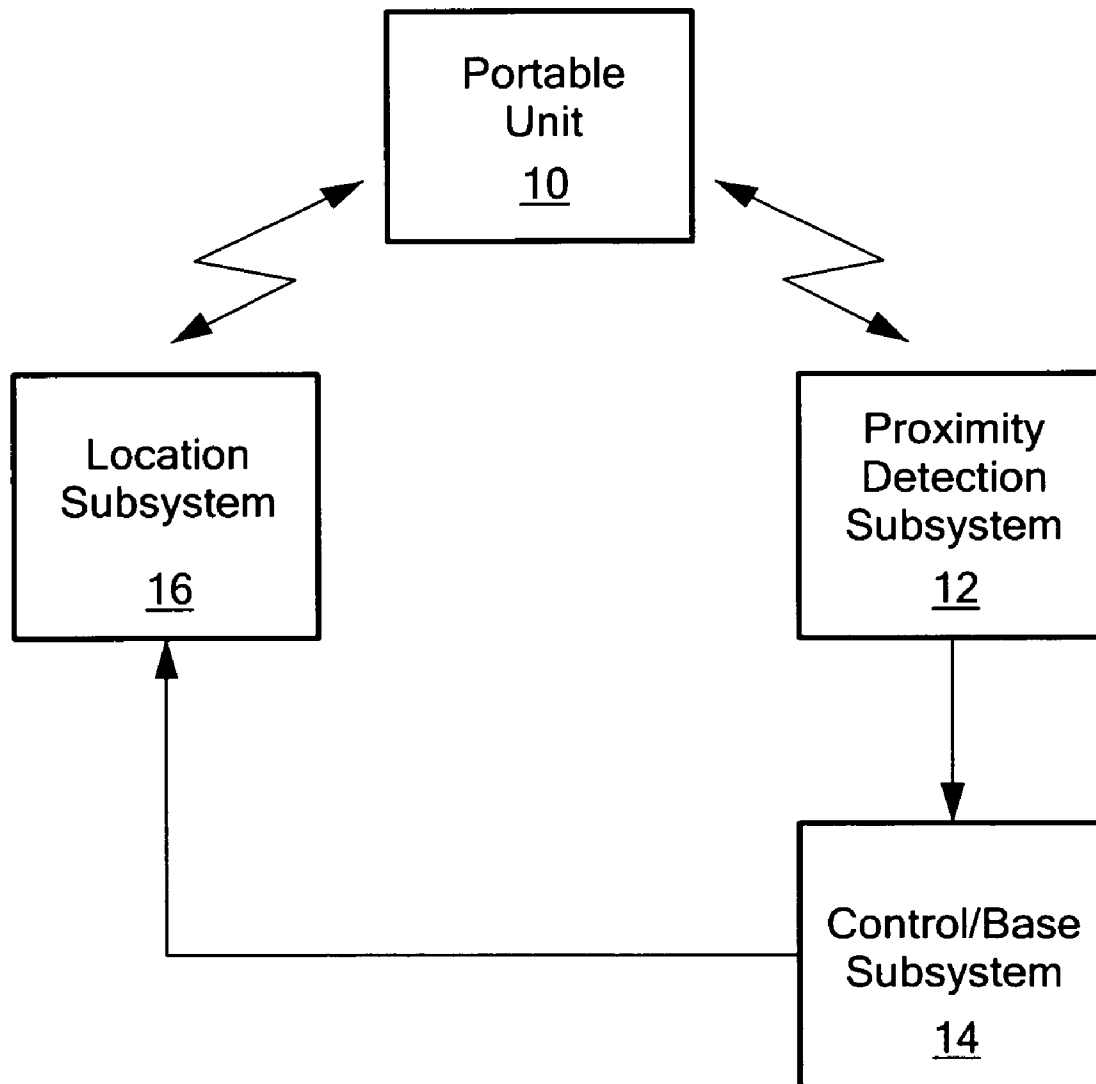 Portable
Unit
10
Location
Subsystem
16
Proximity
Detection
Subsystem
12
Control/Base
Subsystem
14